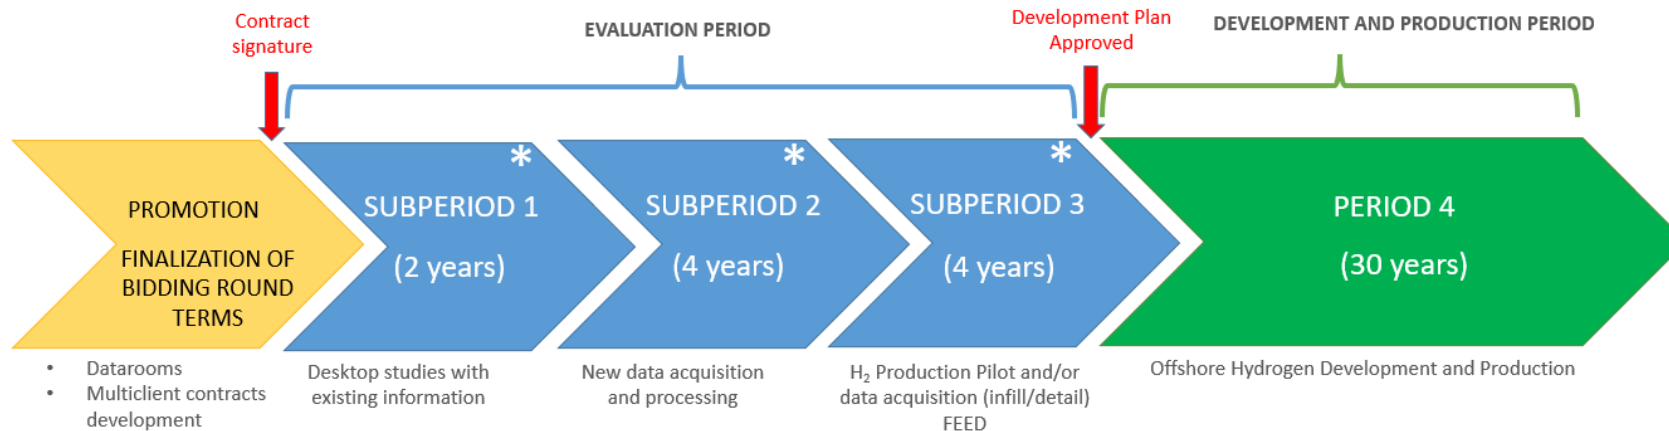 Contract
signature
EVALUATION PERIOD
Development Plan
Approved
DEVELOPMENT AND PRODUCTION PERIOD
PROMOTION
FINALIZATION OF
BIDDING ROUND
TERMS
*
SUBPERIOD 1
(2 years)
*
SUBPERIOD 2
(4 years)
*
SUBPERIOD 3
(4 years)
PERIOD 4
(30 years)
• Datarooms
• Multiclient contracts
development
Desktop studies with
existing information
New data acquisition
and processing
H₂ Production Pilot and/or
data acquisition (infill/detail)
FEED
Offshore Hydrogen Development and Production